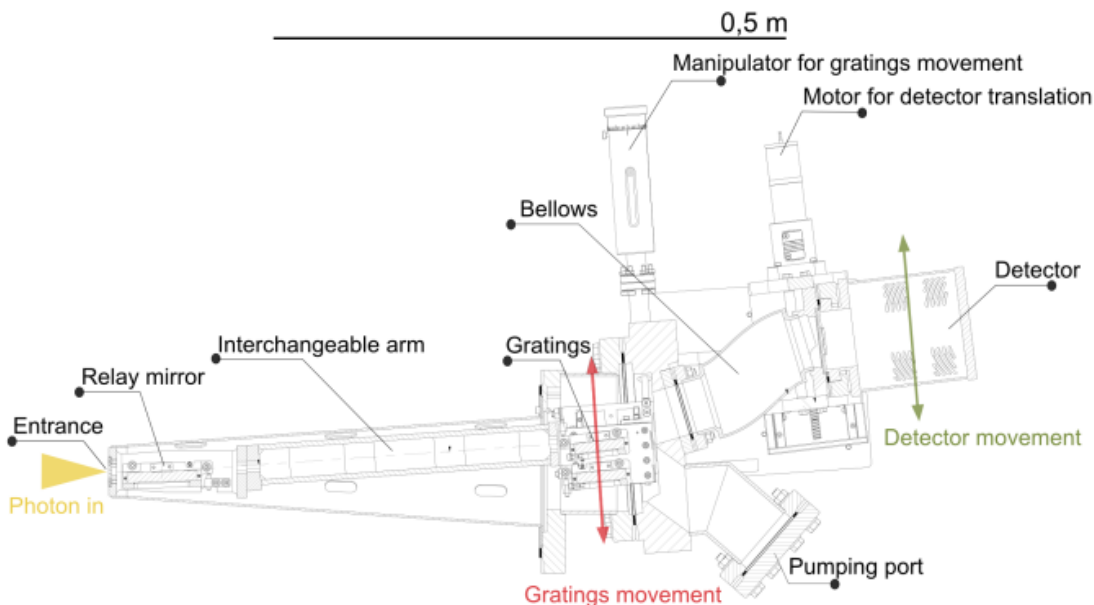 0,5 m
Manipulator for gratings movement
Motor for detector translation
Bellows
Detector
Interchangeable arm
Gratings
Relay mirror
Entrance
Detector movement
Photon in
Pumping port
Gratings movement